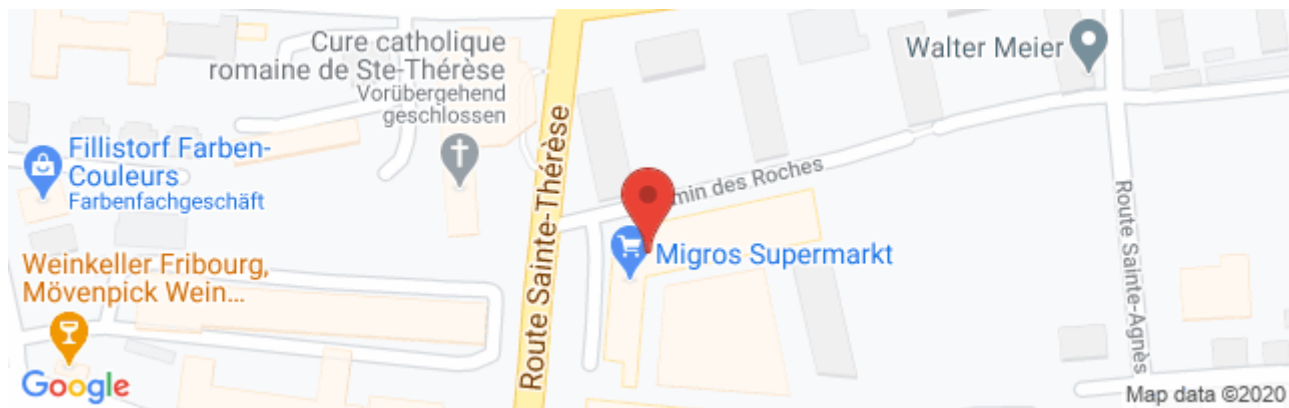 Cure catholique
romaine de Ste-Thérèse
Vorübergehend
geschlossen
Walter Meier
Fillistorf Farben-
Couleurs
Farbenfachgeschäft
Route Sainte-Thérèse
min des Roches
Migros Supermarkt
Route Sainte-Agnès
Weinkeller Fribourg,
Mövenpick Wein...
Google
Map data ©2020